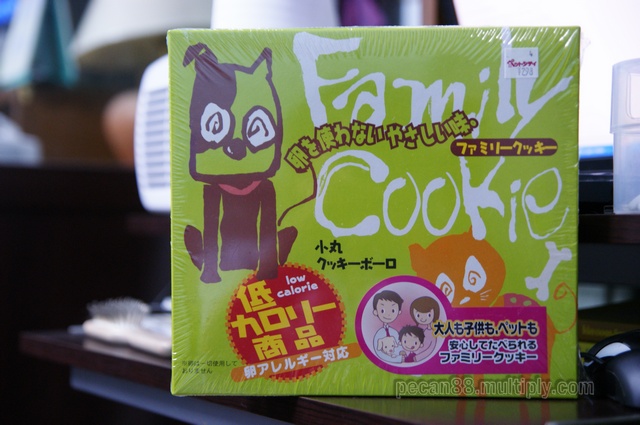 Family
卵を使わないやさしい味。
ファミリークッキー
Cookie
小丸
クッキーボーロ
low
calorie
低
カロリー
商品
卵アレルギー対応
大人も子供も、ペットも
安心してたべられる
ファミリークッキー
pecan88.multiply.com